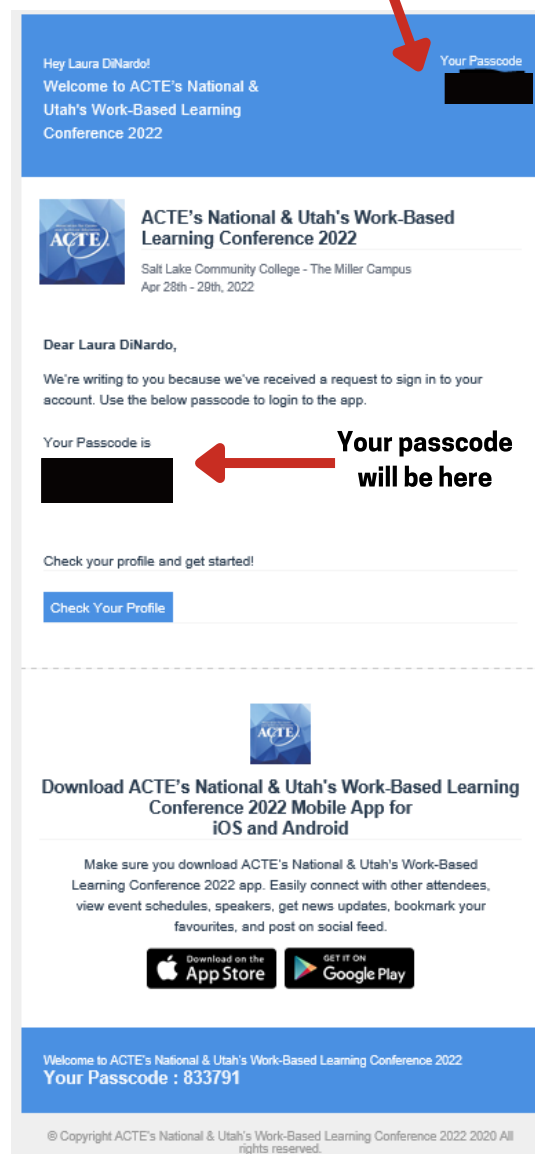 Hey Laura DiNardo!
Welcome to ACTE's National &
Utah's Work-Based Learning
Conference 2022
Your Passcode
ACTE
ACTE's National & Utah's Work-Based
Learning Conference 2022
Salt Lake Community College - The Miller Campus
Apr 28th - 29th, 2022
Dear Laura DiNardo,
We're writing to you because we've received a request to sign in to your
account. Use the below passcode to login to the app.
Your Passcode is
Your passcode
will be here
Check your profile and get started!
Check Your Profile
ACTE
Download ACTE's National & Utah's Work-Based Learning
Conference 2022 Mobile App for
iOS and Android
Make sure you download ACTE's National & Utah's Work-Based
Learning Conference 2022 app. Easily connect with other attendees,
view event schedules, speakers, get news updates, bookmark your
favourites, and post on social feed.
Download on the
App Store
GET IT ON
Google Play
Welcome to ACTE's National & Utah's Work-Based Learning Conference 2022
Your Passcode : 833791
© Copyright ACTE's National & Utah's Work-Based Learning Conference 2022 2020 All
rights reserved.